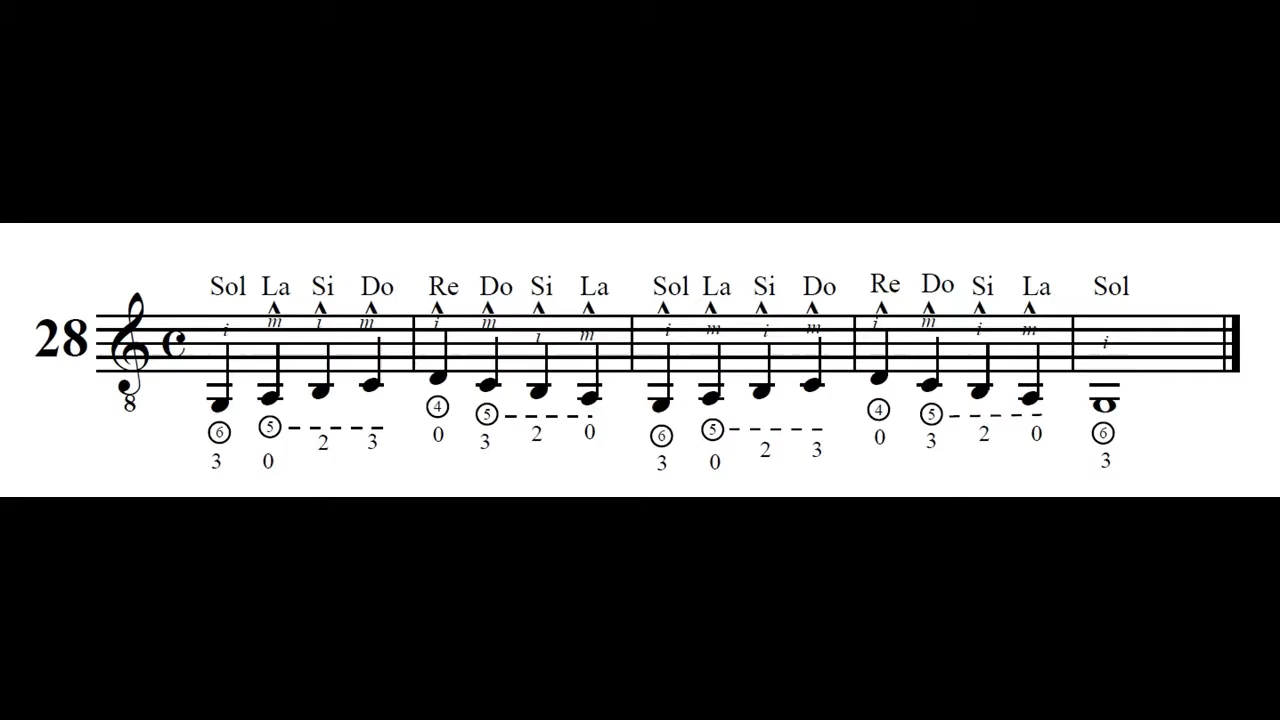 Sol La Si Do Re Do Si La Sol La Si Do Re Do Si La Sol
28
i m i m i m i m i m i m i m i m i
8
⑥ ⑤ ④ ⑤ ⑥ ⑤ ④ ⑤ ⑥
2 3 0 3 2 0 2 3 0 3 2 0
3 0 3 0 3